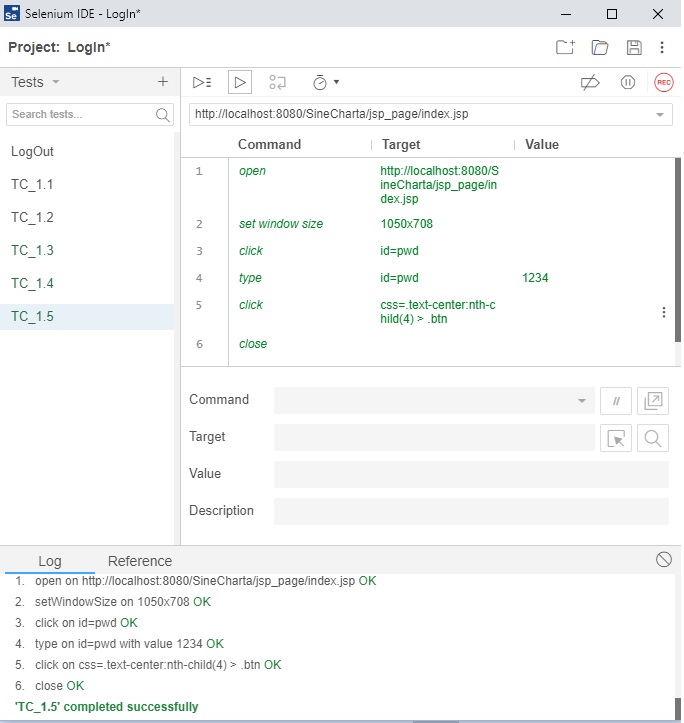 Selenium IDE - LogIn*
Project: LogIn*
Tests
REC
Search tests...
http://localhost:8080/SineCharta/jsp_page/index.jsp
Command Target Value
LogOut
TC_1.1
TC_1.2
TC_1.3
TC_1.4
TC_1.5
1 open http://localhost:8080/S
ineCharta/jsp_page/in
dex.jsp
2 set window size 1050x708
3 click id=pwd
4 type id=pwd 1234
5 click css=.text-center:nth-c
hild(4) > .btn
6 close
Command //
Target
Value
Description
Log Reference
1. open on http://localhost:8080/SineCharta/jsp_page/index.jsp OK
2. setWindowSize on 1050x708 OK
3. click on id=pwd OK
4. type on id=pwd with value 1234 OK
5. click on css=.text-center:nth-child(4) > .btn OK
6. close OK
'TC_1.5' completed successfully